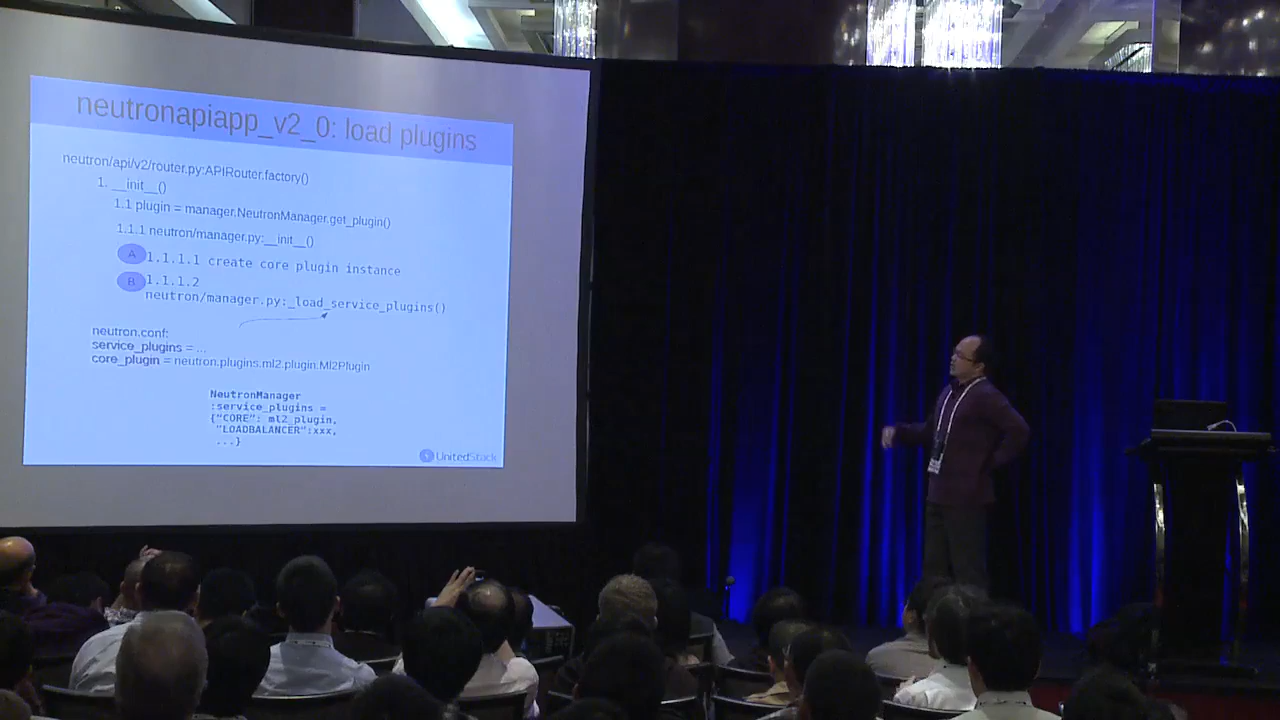 neutronapiapp_v2_0: load plugins
neutron/api/v2/router.py:APIRouter.factory()
1. __init__()
1.1 plugin = manager.NeutronManager.get_plugin()
1.1.1 neutron/manager.py:__init__()
A 1.1.1.1 create core plugin instance
B 1.1.1.2
neutron/manager.py:_load_service_plugins()
neutron.conf:
service_plugins = ...
core_plugin = neutron.plugins.ml2.plugin.Ml2Plugin
NeutronManager
:service_plugins =
{"CORE": ml2_plugin,
"LOADBALANCER":xxx,
...}
UnitedStack